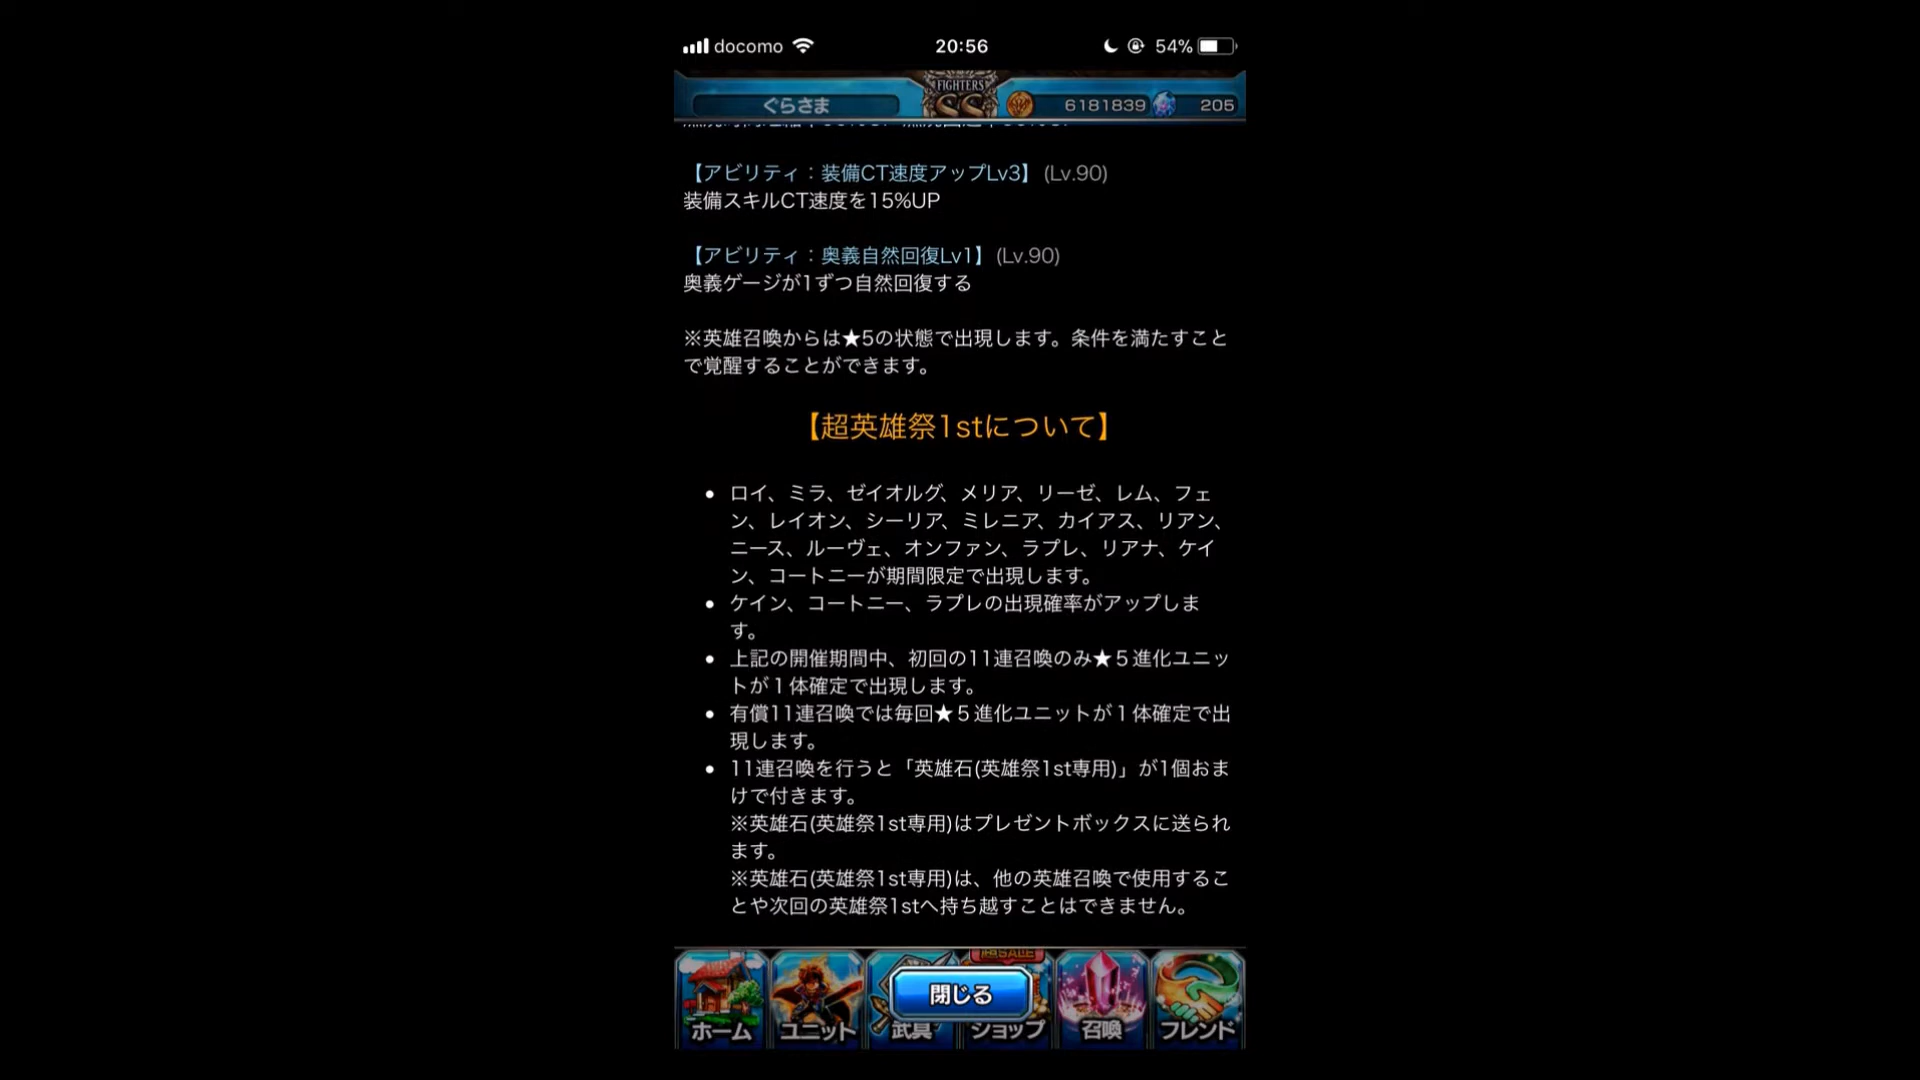 docomo 20:56 54%
ぐらさま FIGHTERS 6181839 205
【アビリティ：装備CT速度アップLv3】(Lv.90)
装備スキルCT速度を15%UP
【アビリティ：奥義自然回復Lv1】(Lv.90)
奥義ゲージが1ずつ自然回復する
※英雄召喚からは★5の状態で出現します。条件を満たすこと
で覚醒することができます。
【超英雄祭1stについて】
ロイ、ミラ、ゼイオルグ、メリア、リーゼ、レム、フェ
ン、レイオン、シーリア、ミレニア、カイアス、リアン、
ニース、ルーヴェ、オンファン、ラプレ、リアナ、ケイ
ン、コートニーが期間限定で出現します。
ケイン、コートニー、ラプレの出現確率がアップしま
す。
上記の開催期間中、初回の11連召喚のみ★５進化ユニッ
トが１体確定で出現します。
有償11連召喚では毎回★５進化ユニットが１体確定で出
現します。
11連召喚を行うと「英雄石(英雄祭1st専用)」が1個おま
けで付きます。
※英雄石(英雄祭1st専用)はプレゼントボックスに送られ
ます。
※英雄石(英雄祭1st専用)は、他の英雄召喚で使用するこ
とや次回の英雄祭1stへ持ち越すことはできません。
閉じる
ホーム ユニット 武具 ショップ 召喚 フレンド